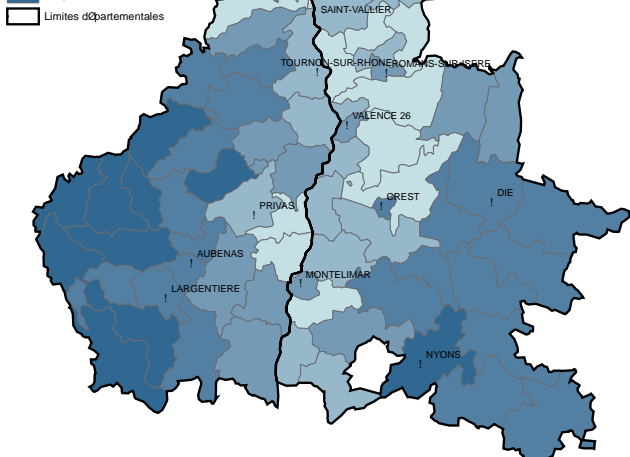 Limites dØpartementales
SAINT-VALLIER
TOURNON-SUR-RHONE
ROMANS-SUR-ISERE
!
!
VALENCE 26
!
DIE
!
CREST
!
PRIVAS
!
AUBENAS
!
MONTELIMAR
!
LARGENTIERE
!
NYONS
!